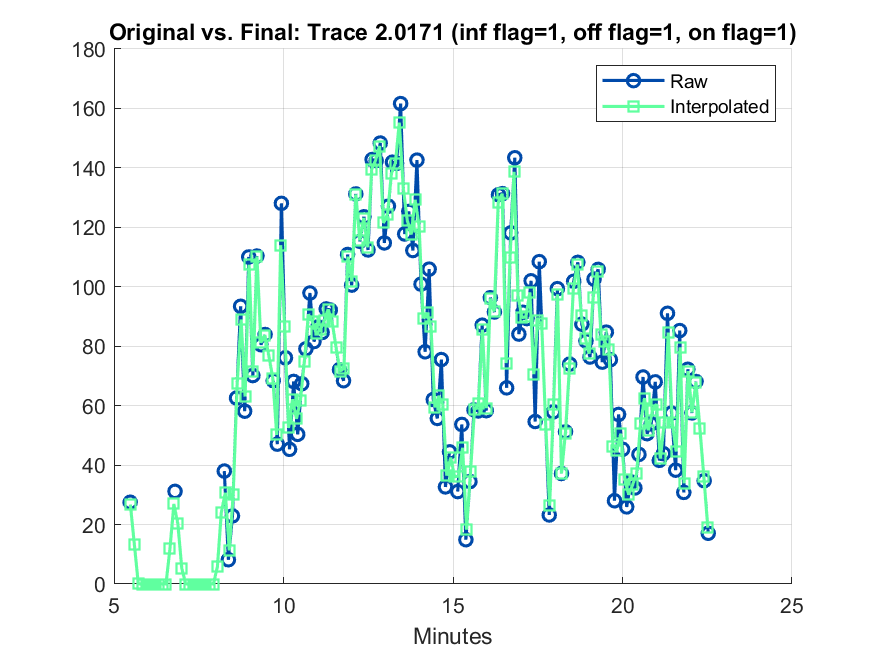 Original vs. Final: Trace 2.0171 (inf flag=1, off flag=1, on flag=1)
180
160
140
120
100
80
60
40
20
0
Raw
Interpolated
5 10 15 20 25
Minutes